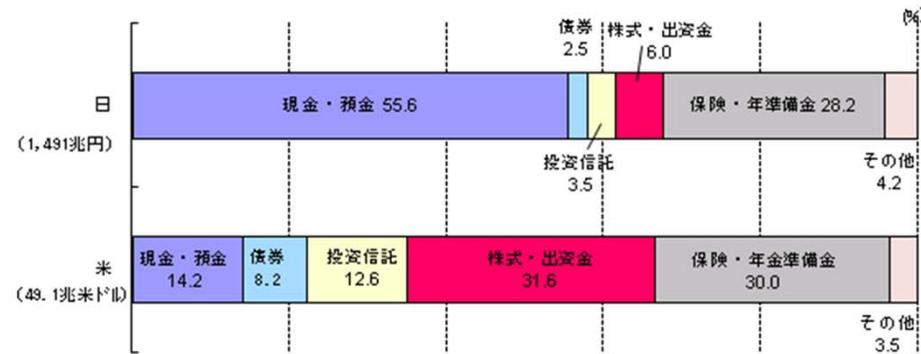 (%)
債券 株式・出資金
2.5 6.0
日 現金・預金 55.6 保険・年準備金 28.2
(1,491兆円)
投資信託 その他
3.5 4.2
現金・預金 債券 投資信託 株式・出資金 保険・年金準備金
米 14.2 8.2 12.6 31.6 30.0
(49.1兆米ドル)
その他
3.5